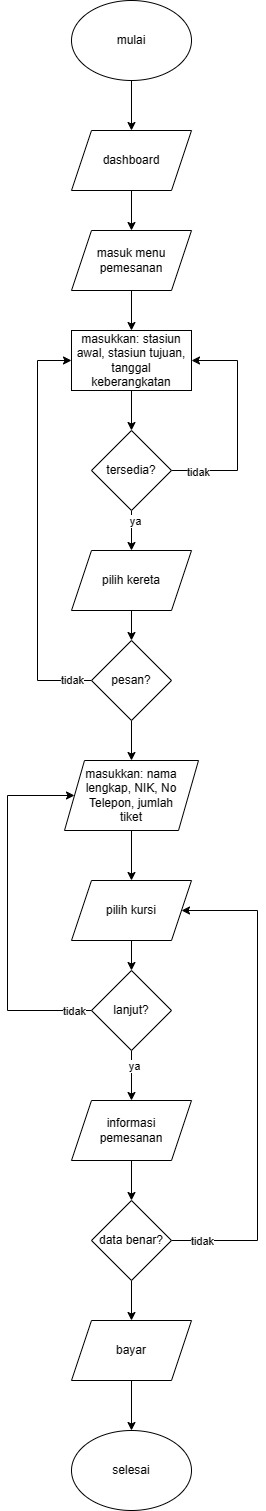 mulai
dashboard
masuk menu
pemesanan
masukkan: stasiun
awal, stasiun tujuan,
tanggal
keberangkatan
tersedia?
tidak
ya
pilih kereta
pesan?
tidak
masukkan: nama
lengkap, NIK, No
Telepon, jumlah
tiket
pilih kursi
lanjut?
tidak
ya
informasi
pemesanan
data benar?
tidak
bayar
selesai